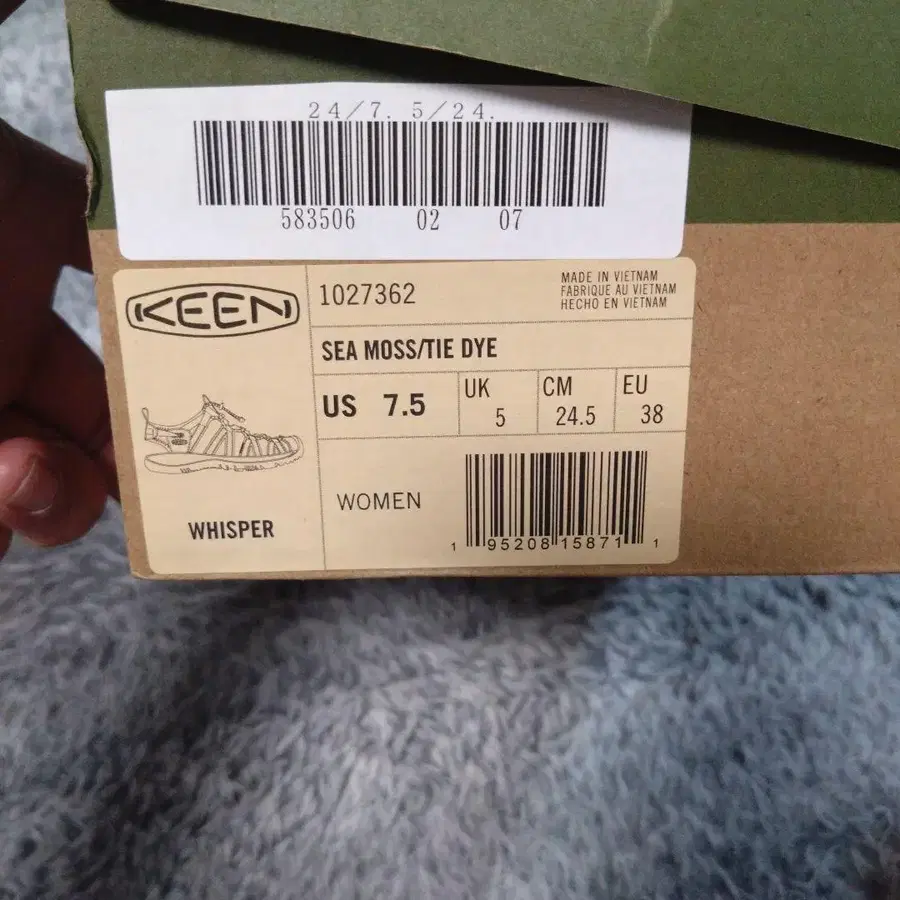 24/7. 5/24.
583506 02 07
KEEN
1027362
MADE IN VIETNAM
FABRIQUE AU VIETNAM
HECHO EN VIETNAM
SEA MOSS/TIE DYE
US 7.5
UK
5
CM
24.5
EU
38
WHISPER
WOMEN
1 95208 15871 1